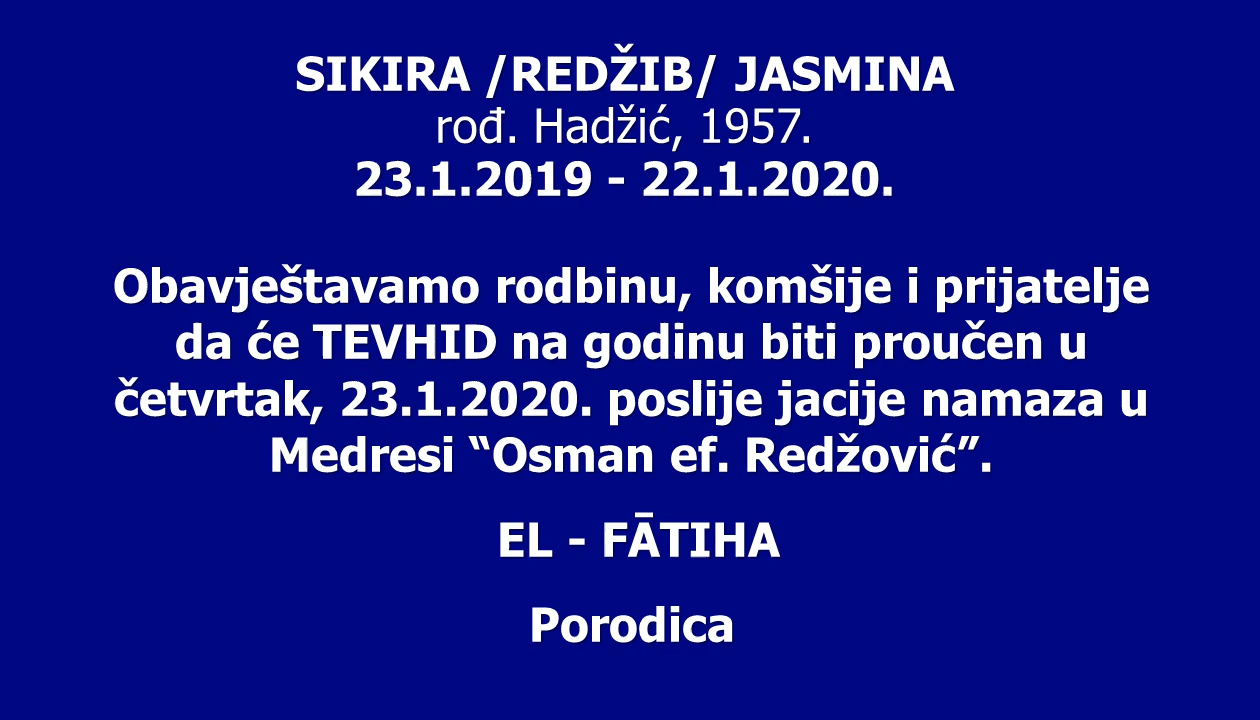 SIKIRA /REDŽIB/ JASMINA
rođ. Hadžić, 1957.
23.1.2019 - 22.1.2020.
Obavještavamo rodbinu, komšije i prijatelje
da će TEVHID na godinu biti proučen u
četvrtak, 23.1.2020. poslije jacije namaza u
Medresi “Osman ef. Redžović”.
EL - FĀTIHA
Porodica